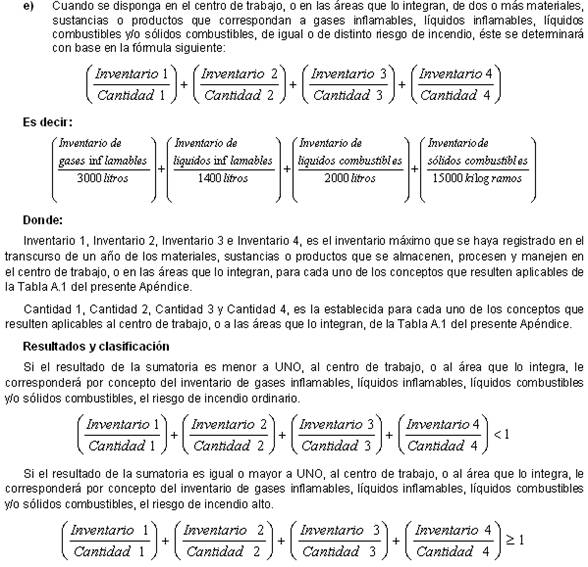 e) Cuando se disponga en el centro de trabajo, o en las áreas que lo integran, de dos o más materiales,
sustancias o productos que correspondan a gases inflamables, líquidos inflamables, líquidos
combustibles y/o sólidos combustibles, de igual o de distinto riesgo de incendio, éste se determinará
con base en la fórmula siguiente:
(Inventario 1 / Cantidad 1) + (Inventario 2 / Cantidad 2) + (Inventario 3 / Cantidad 3) + (Inventario 4 / Cantidad 4)
Es decir:
(Inventario de gases inf lamables / 3000 litros) + (Inventario de liquidos inf lamables / 1400 litros) + (Inventario de liquidos combustibl es / 2000 litros) + (Inventario de sólidos combustibl es / 15000 kilog ramos)
Donde:
Inventario 1, Inventario 2, Inventario 3 e Inventario 4, es el inventario máximo que se haya registrado en el
transcurso de un año de los materiales, sustancias o productos que se almacenen, procesen y manejen en
el centro de trabajo, o en las áreas que lo integran, para cada uno de los conceptos que resulten aplicables de
la Tabla A.1 del presente Apéndice.
Cantidad 1, Cantidad 2, Cantidad 3 y Cantidad 4, es la establecida para cada uno de los conceptos que
resulten aplicables al centro de trabajo, o a las áreas que lo integran, de la Tabla A.1 del presente Apéndice.
Resultados y clasificación
Si el resultado de la sumatoria es menor a UNO, al centro de trabajo, o al área que lo integra, le
corresponderá por concepto del inventario de gases inflamables, líquidos inflamables, líquidos combustibles
y/o sólidos combustibles, el riesgo de incendio ordinario.
(Inventario 1 / Cantidad 1) + (Inventario 2 / Cantidad 2) + (Inventario 3 / Cantidad 3) + (Inventario 4 / Cantidad 4) < 1
Si el resultado de la sumatoria es igual o mayor a UNO, al centro de trabajo, o al área que lo integra, le
corresponderá por concepto del inventario de gases inflamables, líquidos inflamables, líquidos combustibles
y/o sólidos combustibles, el riesgo de incendio alto.
(Inventario 1 / Cantidad 1) + (Inventario 2 / Cantidad 2) + (Inventario 3 / Cantidad 3) + (Inventario 4 / Cantidad 4) ≥ 1